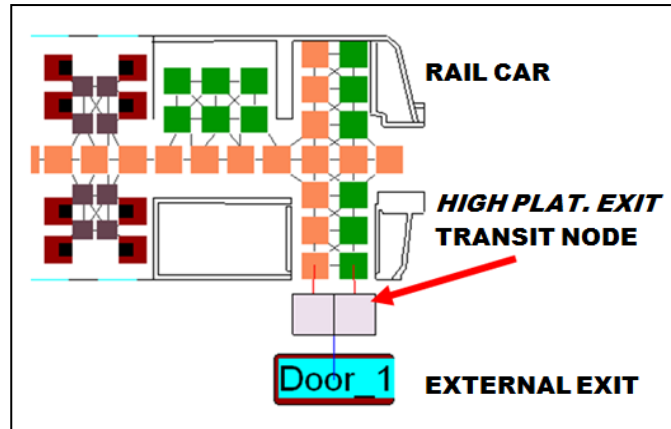 RAIL CAR
HIGH PLAT. EXIT
TRANSIT NODE
Door_1
EXTERNAL EXIT